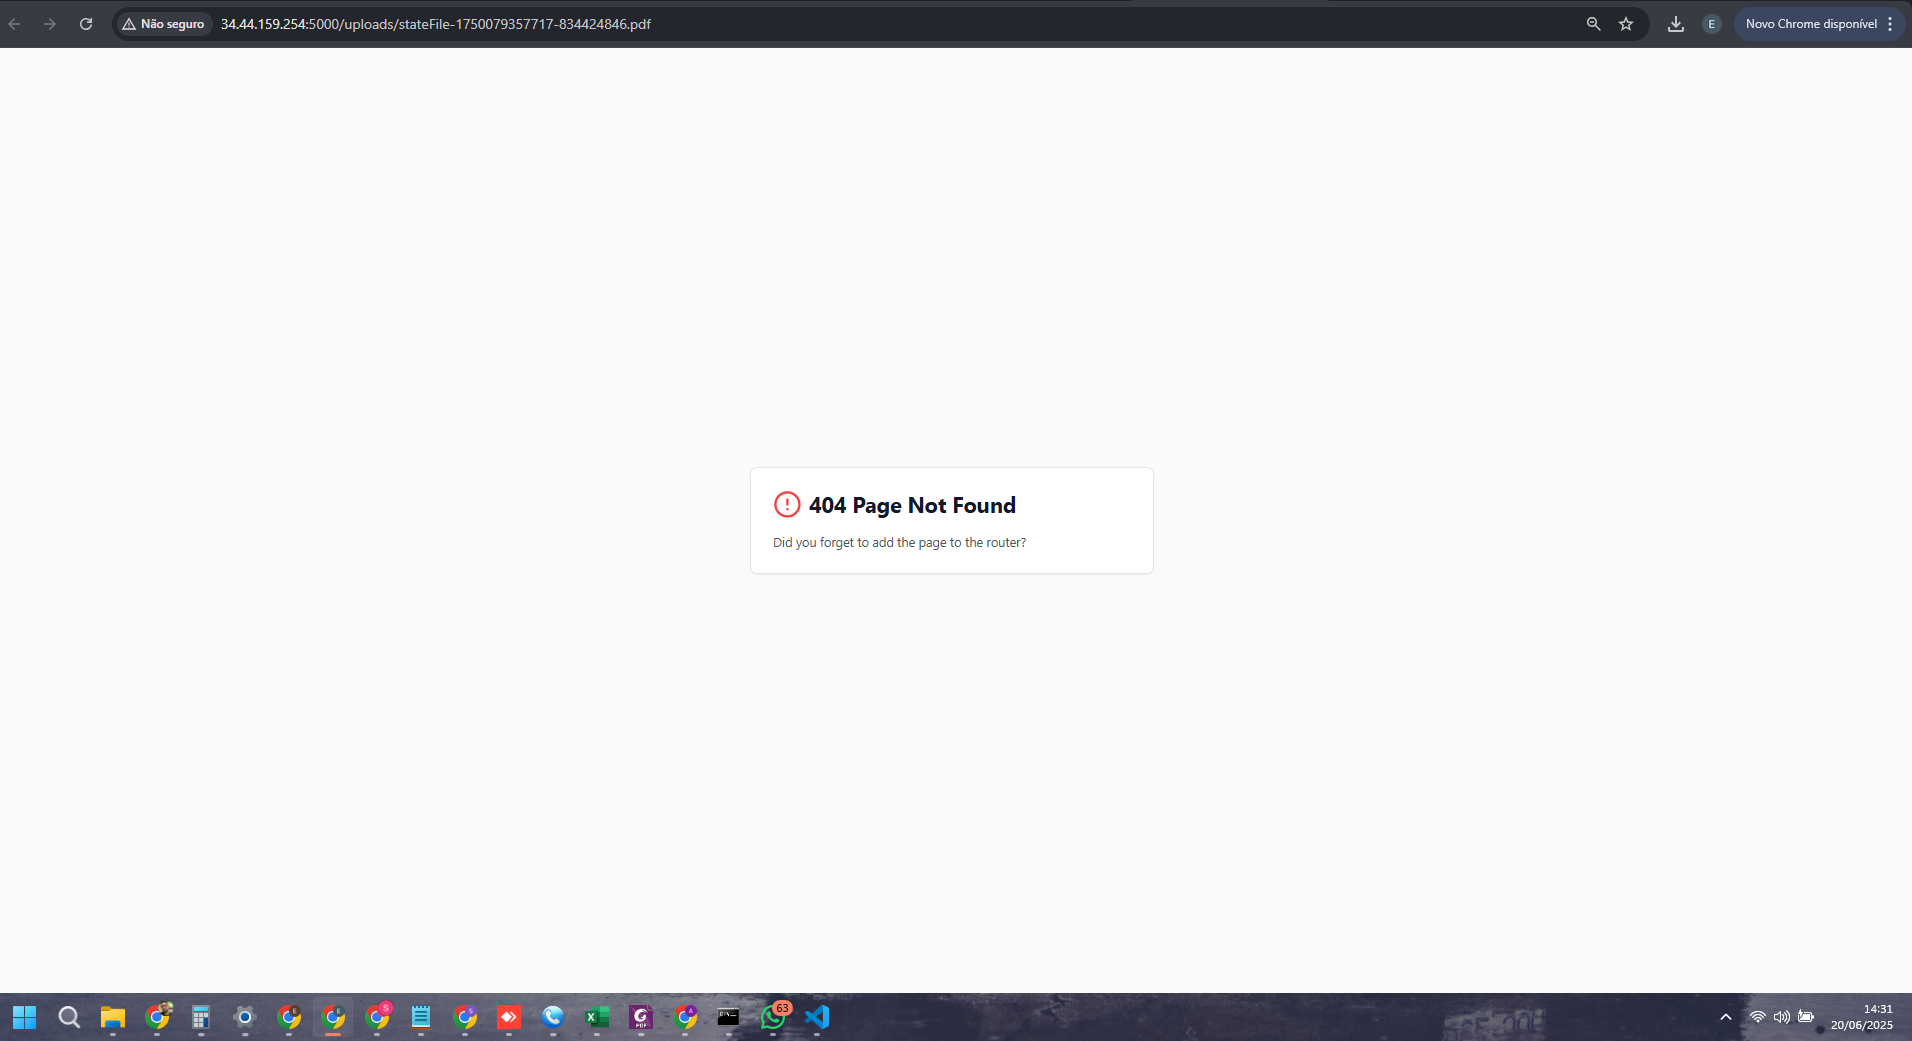 Não seguro
34.44.159.254:5000/uploads/stateFile-1750079357717-834424846.pdf
E
Novo Chrome disponível
404 Page Not Found
Did you forget to add the page to the router?
63
14:31
20/06/2025